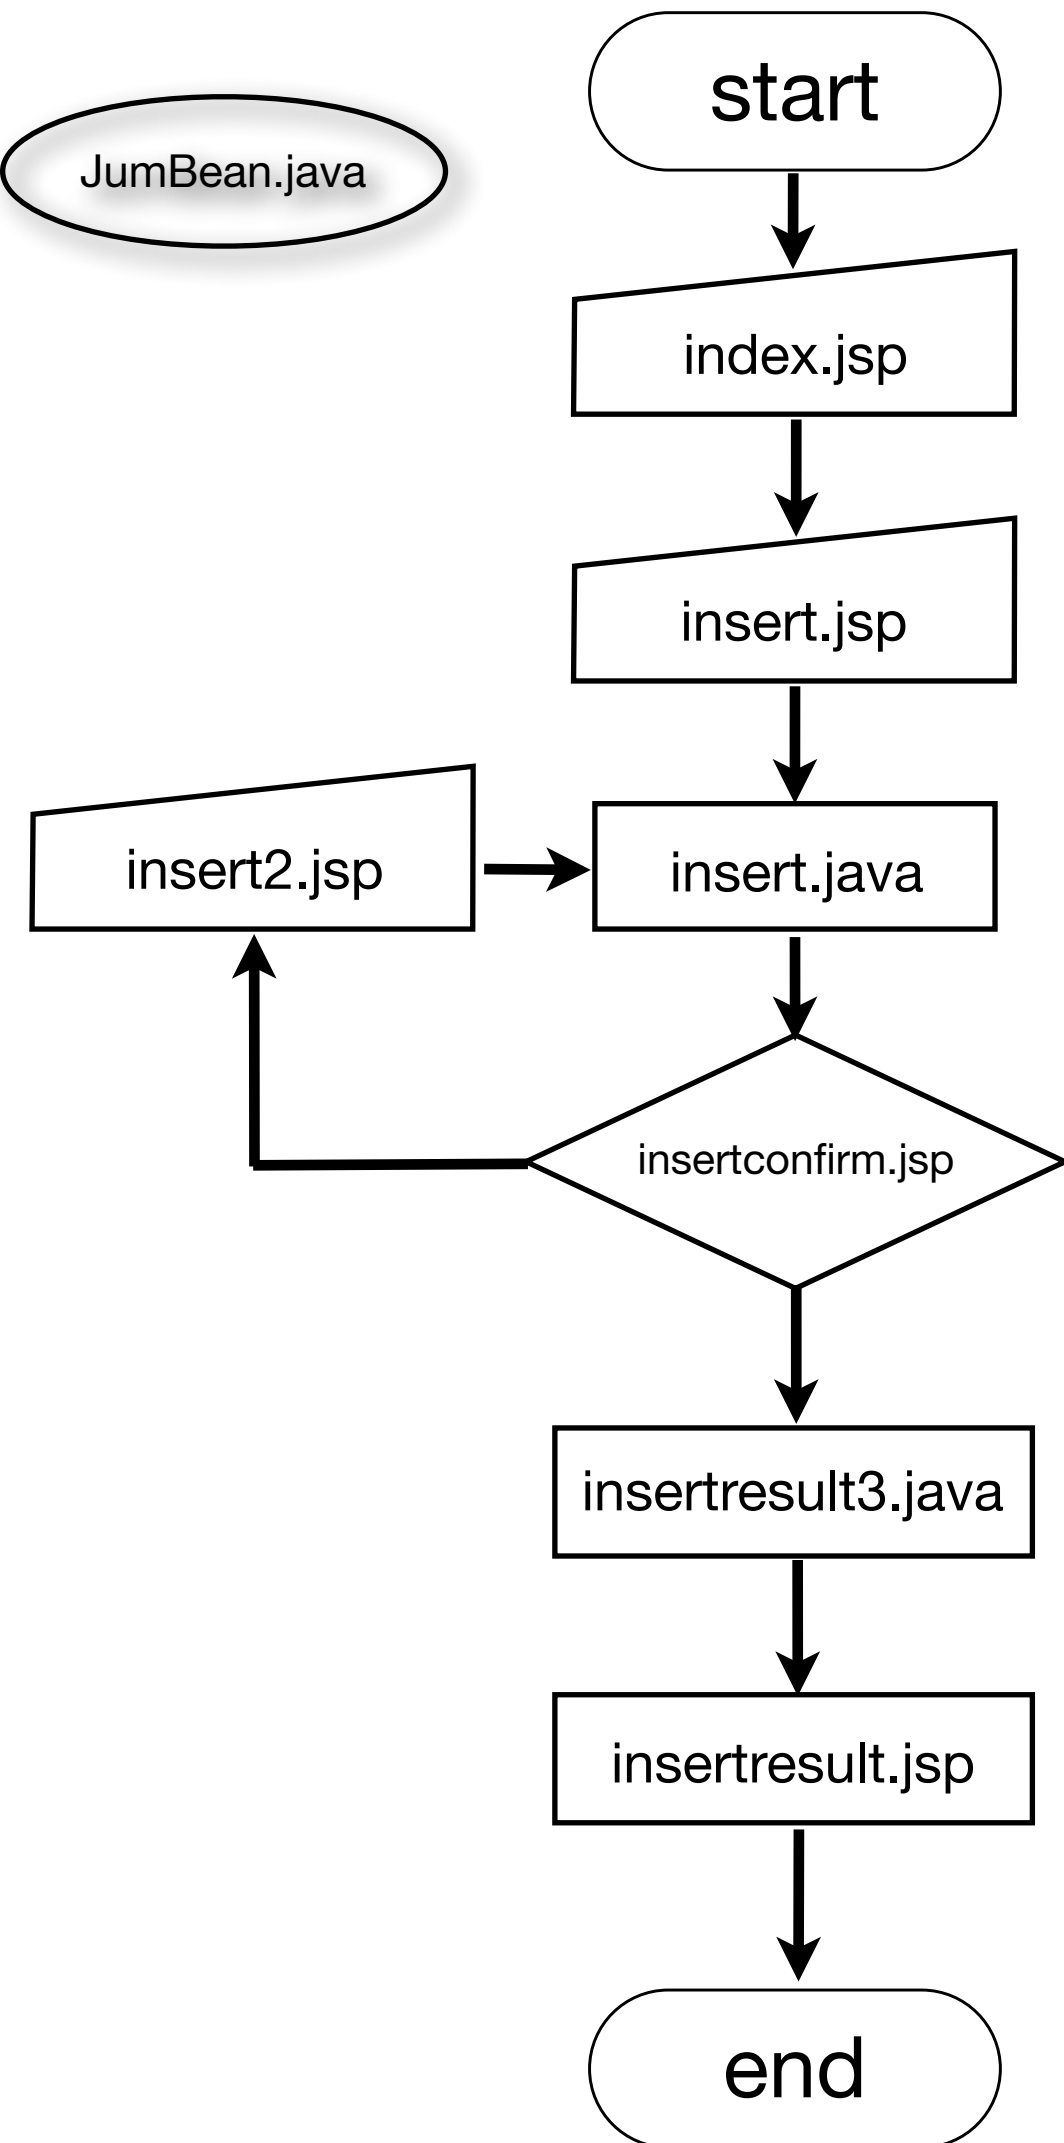 start
JumBean.java
index.jsp
insert.jsp
insert2.jsp
insert.java
insertconfirm.jsp
insertresult3.java
insertresult.jsp
end